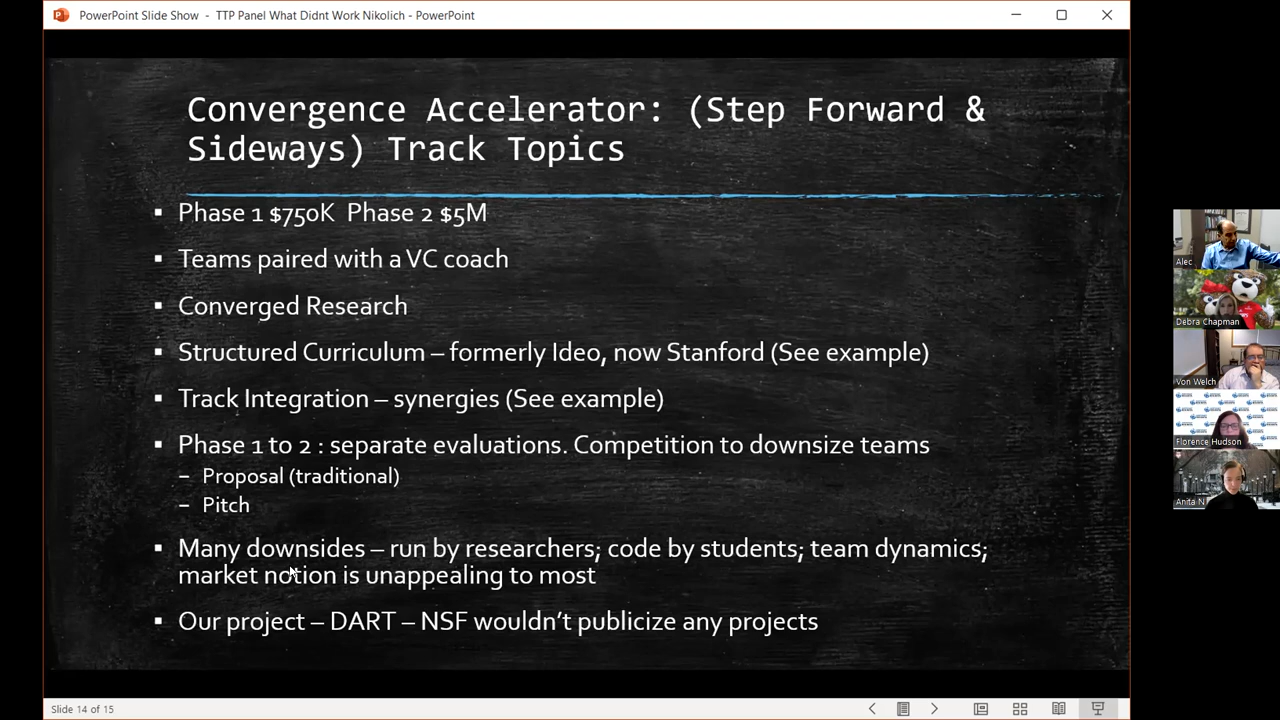 PowerPoint Slide Show - TTP Panel What Didnt Work Nikolich - PowerPoint
Convergence Accelerator: (Step Forward &
Sideways) Track Topics
▪ Phase 1 $750K Phase 2 $5M
▪ Teams paired with a VC coach
▪ Converged Research
▪ Structured Curriculum – formerly Ideo, now Stanford (See example)
▪ Track Integration – synergies (See example)
▪ Phase 1 to 2 : separate evaluations. Competition to downsize teams
– Proposal (traditional)
– Pitch
▪ Many downsides – run by researchers; code by students; team dynamics;
market notion is unappealing to most
▪ Our project – DART – NSF wouldn’t publicize any projects
Slide 14 of 15
Alec
Debra Chapman
Von Welch
Florence Hudson
Anita N